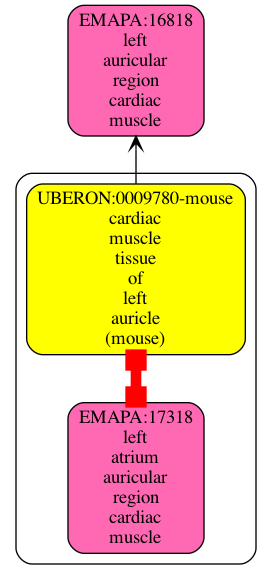 EMAPA:16818
left
auricular
region
cardiac
muscle
UBERON:0009780-mouse
cardiac
muscle
tissue
of
left
auricle
(mouse)
EMAPA:17318
left
atrium
auricular
region
cardiac
muscle